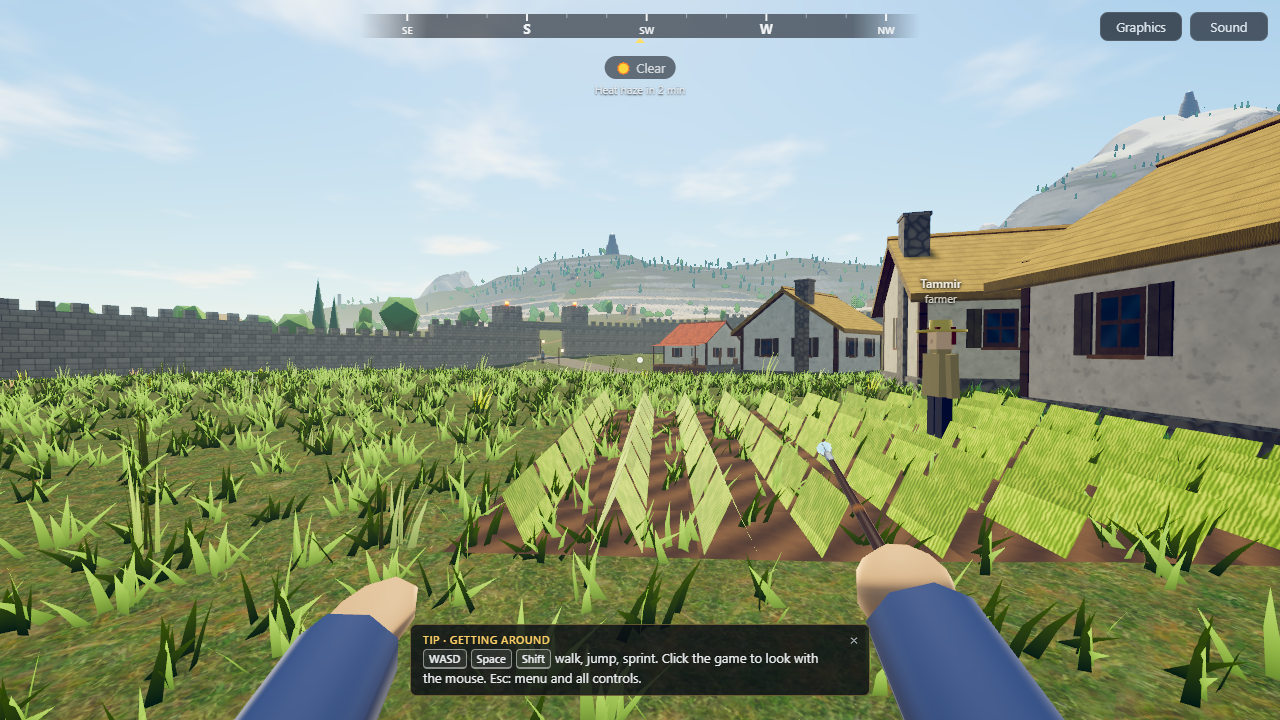 SE S SW W NW
Graphics Sound
Clear
Heat haze in 2 min
Tammir
farmer
TIP · GETTING AROUND
WASD Space Shift walk, jump, sprint. Click the game to look with
the mouse. Esc: menu and all controls.